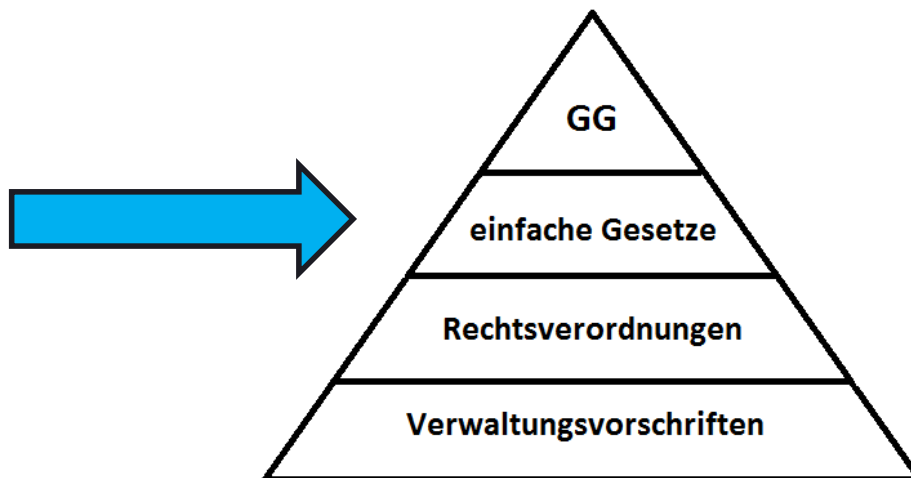 GG
einfache Gesetze
Rechtsverordnungen
Verwaltungsvorschriften